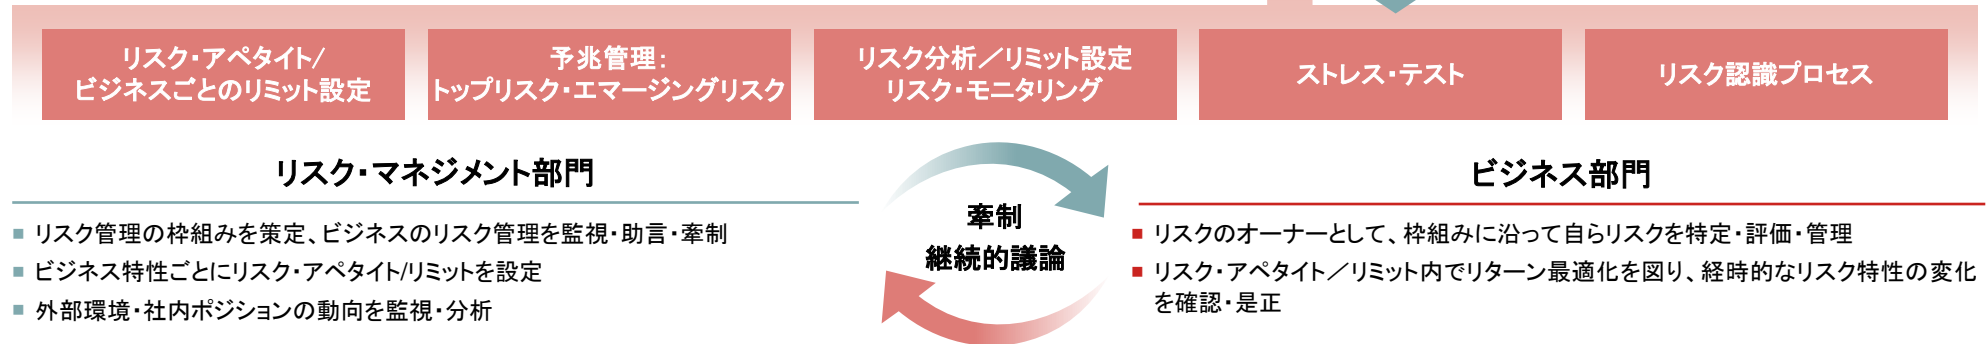 リスク・アペタイト/
ビジネスごとのリミット設定
予兆管理:
トップリスク・エマージングリスク
リスク分析／リミット設定
リスク・モニタリング
ストレス・テスト
リスク認識プロセス
リスク・マネジメント部門
■ リスク管理の枠組みを策定、ビジネスのリスク管理を監視・助言・牽制
■ ビジネス特性ごとにリスク・アペタイト/リミットを設定
■ 外部環境・社内ポジションの動向を監視・分析
牽制
継続的議論
ビジネス部門
■ リスクのオーナーとして、枠組みに沿って自らリスクを特定・評価・管理
■ リスク・アペタイト／リミット内でリターン最適化を図り、経時的なリスク特性の変化
を確認・是正